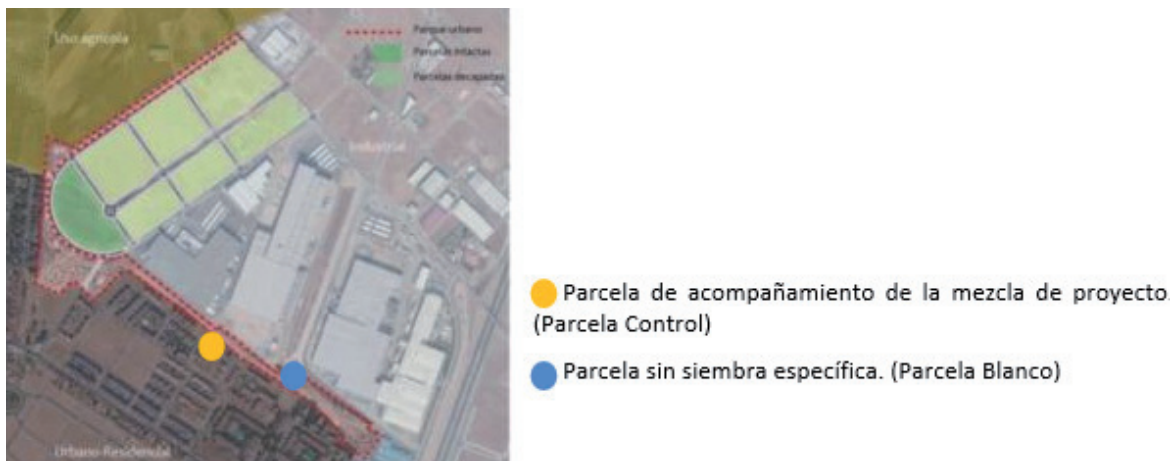 Uso agrícola
Parque urbano
Parcelas intactas
Parcelas decapadas
Industrial
Parcela de acompañamiento de la mezcla de proyecto.
(Parcela Control)
Parcela sin siembra específica. (Parcela Blanco)
Urbano-Residencial